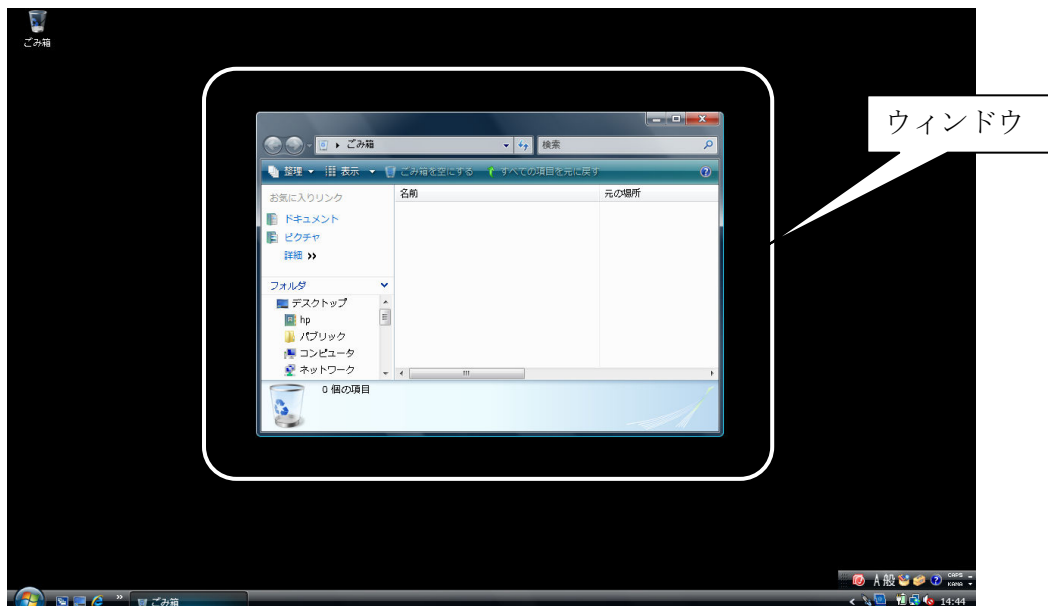 ごみ箱
ウィンドウ
ごみ箱
検索
整理 表示 ごみ箱を空にする すべての項目を元に戻す
お気に入りリンク
名前 元の場所
ドキュメント
ピクチャ
詳細 »
フォルダ
デスクトップ
hp
パブリック
コンピュータ
ネットワーク
0 個の項目
A 般 CAPS
KANA
» ごみ箱
14:44